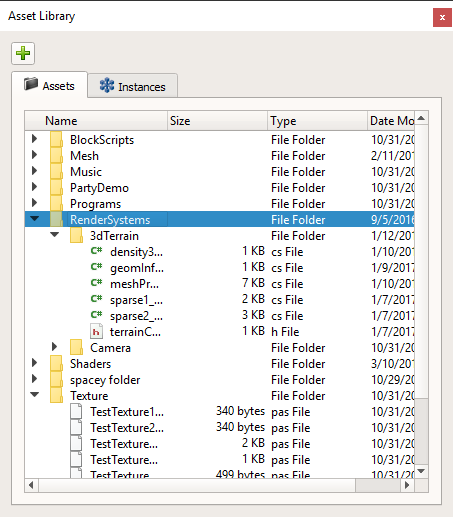 Asset Library
Assets Instances
Name Size Type Date Mo
BlockScripts File Folder 10/31/20
Mesh File Folder 2/11/201
Music File Folder 10/31/20
PartyDemo File Folder 10/31/20
Programs File Folder 10/31/20
RenderSystems File Folder 9/5/2016
3dTerrain File Folder 1/12/201
C# density3... 1 KB cs File 1/10/201
C# geomInf... 1 KB cs File 1/9/2017
C# meshPr... 7 KB cs File 1/10/201
C# sparse1_... 2 KB cs File 1/7/2017
C# sparse2_... 3 KB cs File 1/7/2017
h terrainC... 1 KB h File 1/7/2017
Camera File Folder 10/31/20
Shaders File Folder 3/10/201
spacey folder File Folder 10/29/20
Texture File Folder 10/31/20
TestTexture1... 340 bytes pas File 10/31/20
TestTexture2... 340 bytes pas File 10/31/20
TestTexture... 2 KB pas File 10/31/20
TestTexture... 1 KB pas File 10/31/20
TestTexture... 499 bytes pas File 10/31/20